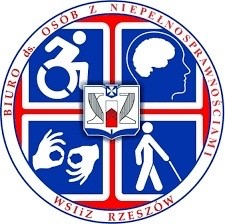 BIURO ds. OSÓB Z NIEPEŁNOSPRAWNOŚCIAMI
WSIiZ RZESZÓW